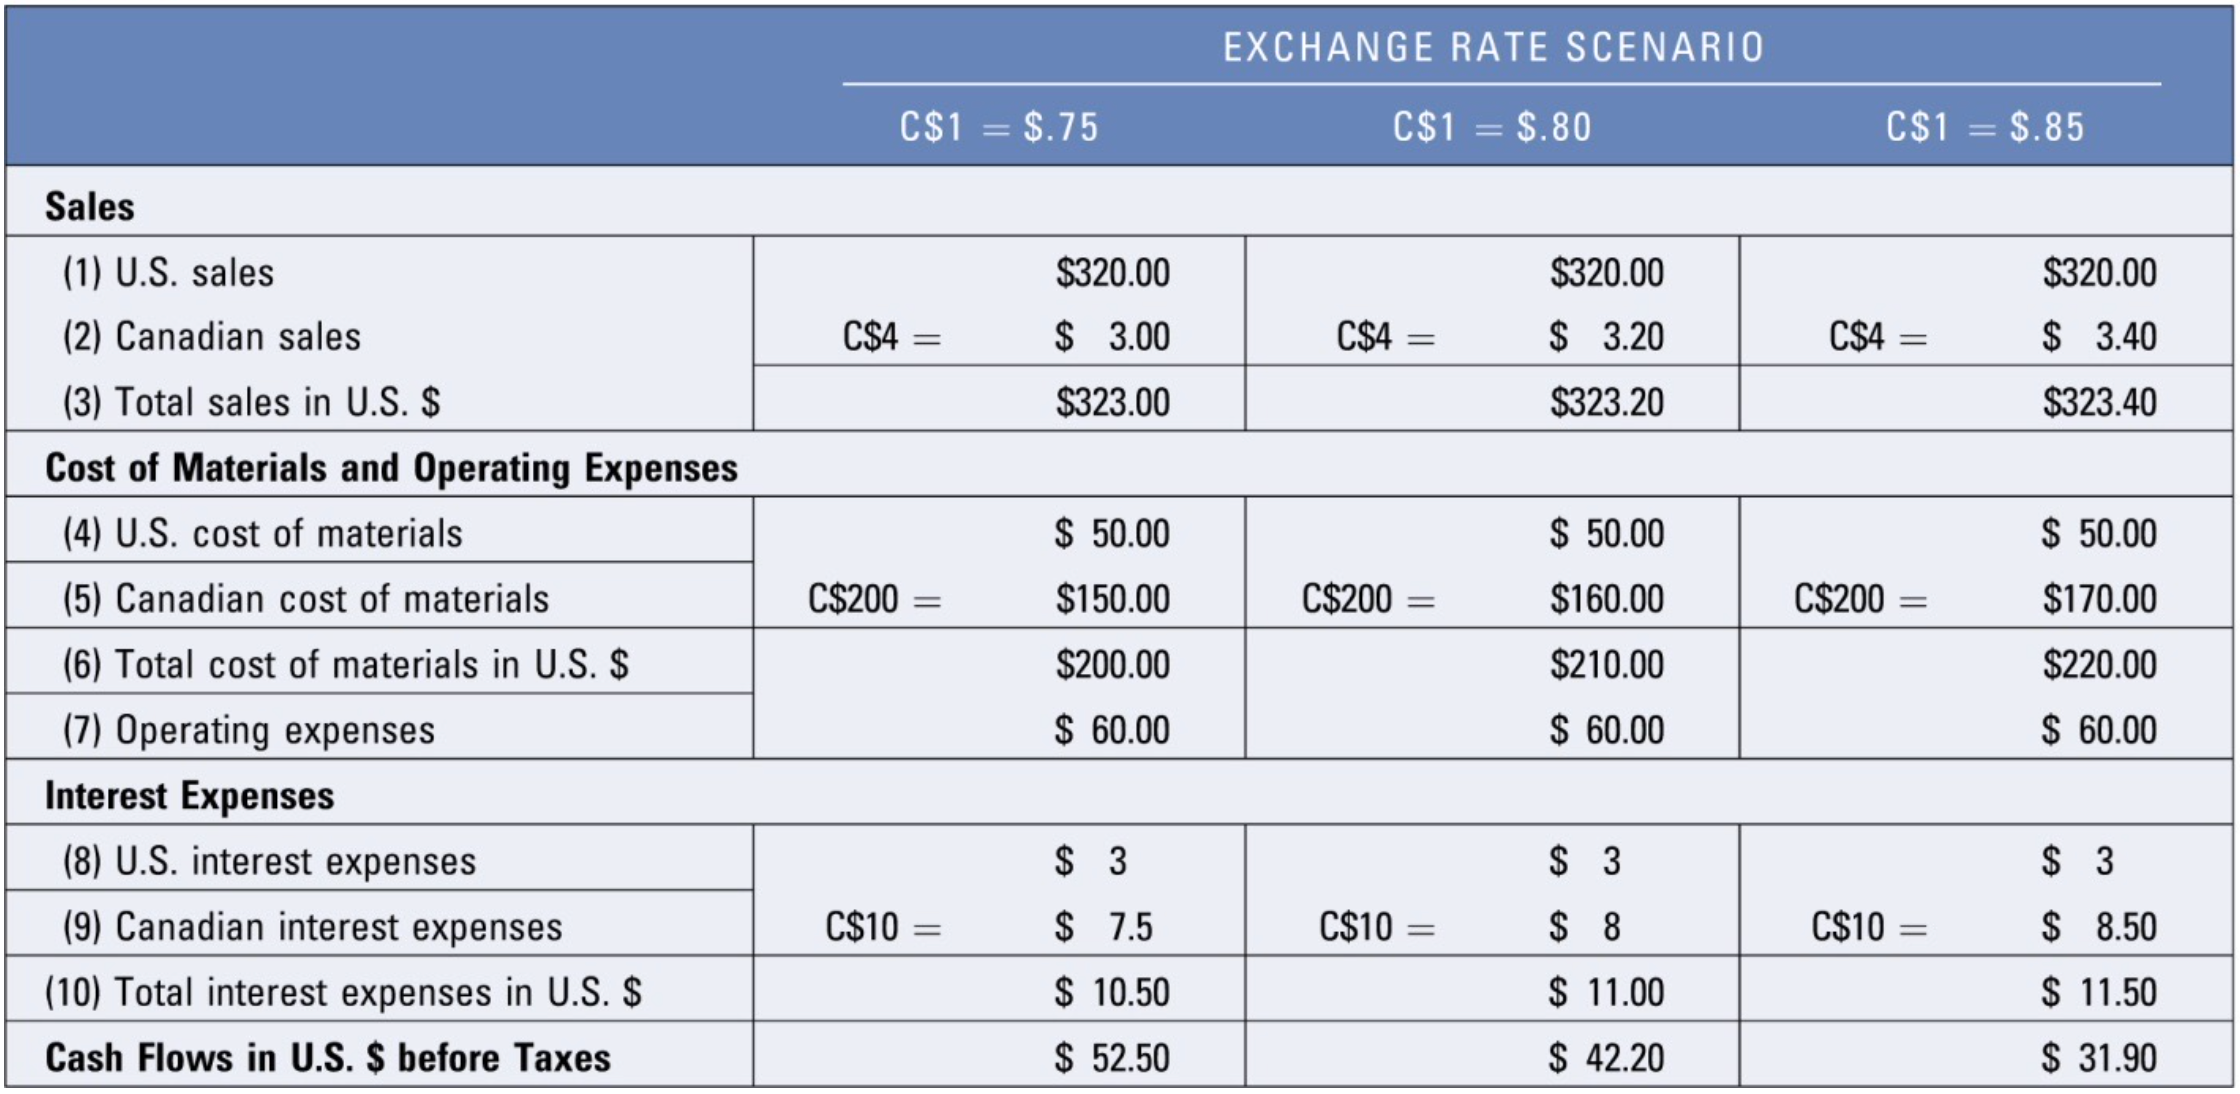 EXCHANGE RATE SCENARIO
C$1 = $.75 C$1 = $.80 C$1 = $.85
Sales
(1) U.S. sales $320.00 $320.00 $320.00
(2) Canadian sales C$4 = $ 3.00 C$4 = $ 3.20 C$4 = $ 3.40
(3) Total sales in U.S. $ $323.00 $323.20 $323.40
Cost of Materials and Operating Expenses
(4) U.S. cost of materials $ 50.00 $ 50.00 $ 50.00
(5) Canadian cost of materials C$200 = $150.00 C$200 = $160.00 C$200 = $170.00
(6) Total cost of materials in U.S. $ $200.00 $210.00 $220.00
(7) Operating expenses $ 60.00 $ 60.00 $ 60.00
Interest Expenses
(8) U.S. interest expenses $ 3 $ 3 $ 3
(9) Canadian interest expenses C$10 = $ 7.5 C$10 = $ 8 C$10 = $ 8.50
(10) Total interest expenses in U.S. $ $ 10.50 $ 11.00 $ 11.50
Cash Flows in U.S. $ before Taxes $ 52.50 $ 42.20 $ 31.90